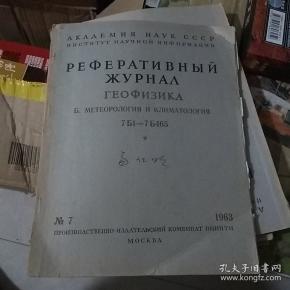 АКАДЕМИЯ НАУК СССР
ИНСТИТУТ НАУЧНОЙ ИНФОРМАЦИИ
РЕФЕРАТИВНЫЙ
ЖУРНАЛ
ГЕОФИЗИКА
Б. МЕТЕОРОЛОГИЯ И КЛИМАТОЛОГИЯ
7Б1—7Б465
№ 7
1963
ПРОИЗВОДСТВЕННО-ИЗДАТЕЛЬСКИЙ КОМБИНАТ ВИНИТИ
МОСКВА
孔夫子旧书网